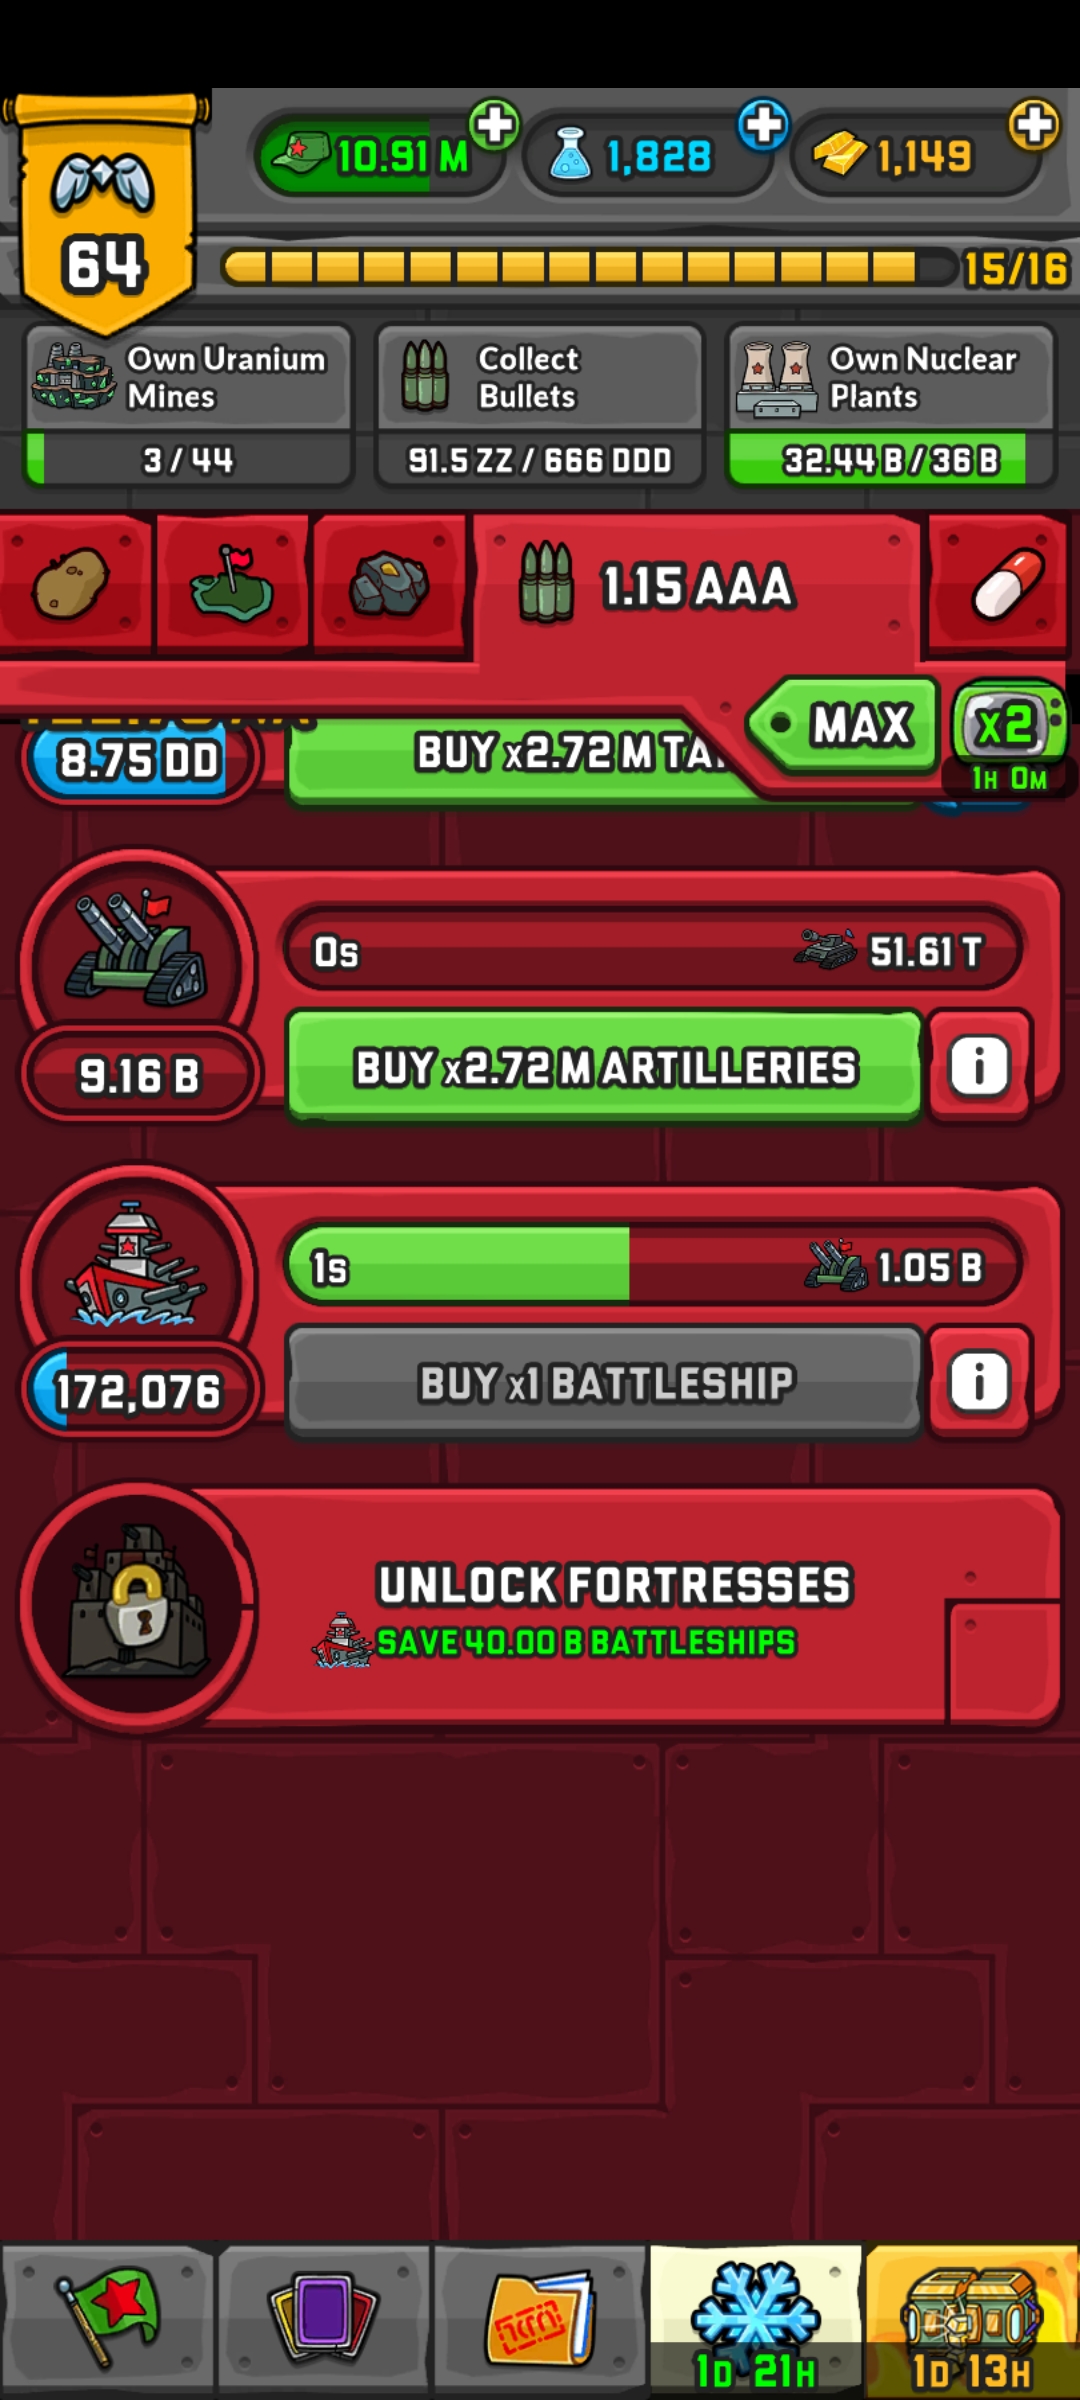 10.91 M
1,828
1,149
64
15/16
Own Uranium
Mines
3 / 44
Collect
Bullets
91.5 ZZ / 666 DDD
Own Nuclear
Plants
32.44 B / 36 B
1.15 AAA
MAX
x2
1H 0M
8.75 DD
BUY x2.72 M TA
0s
51.61 T
9.16 B
BUY x2.72 M ARTILLERIES
i
1s
1.05 B
172,076
BUY x1 BATTLESHIP
i
UNLOCK FORTRESSES
SAVE 40.00 B BATTLESHIPS
1D 21H
1D 13H